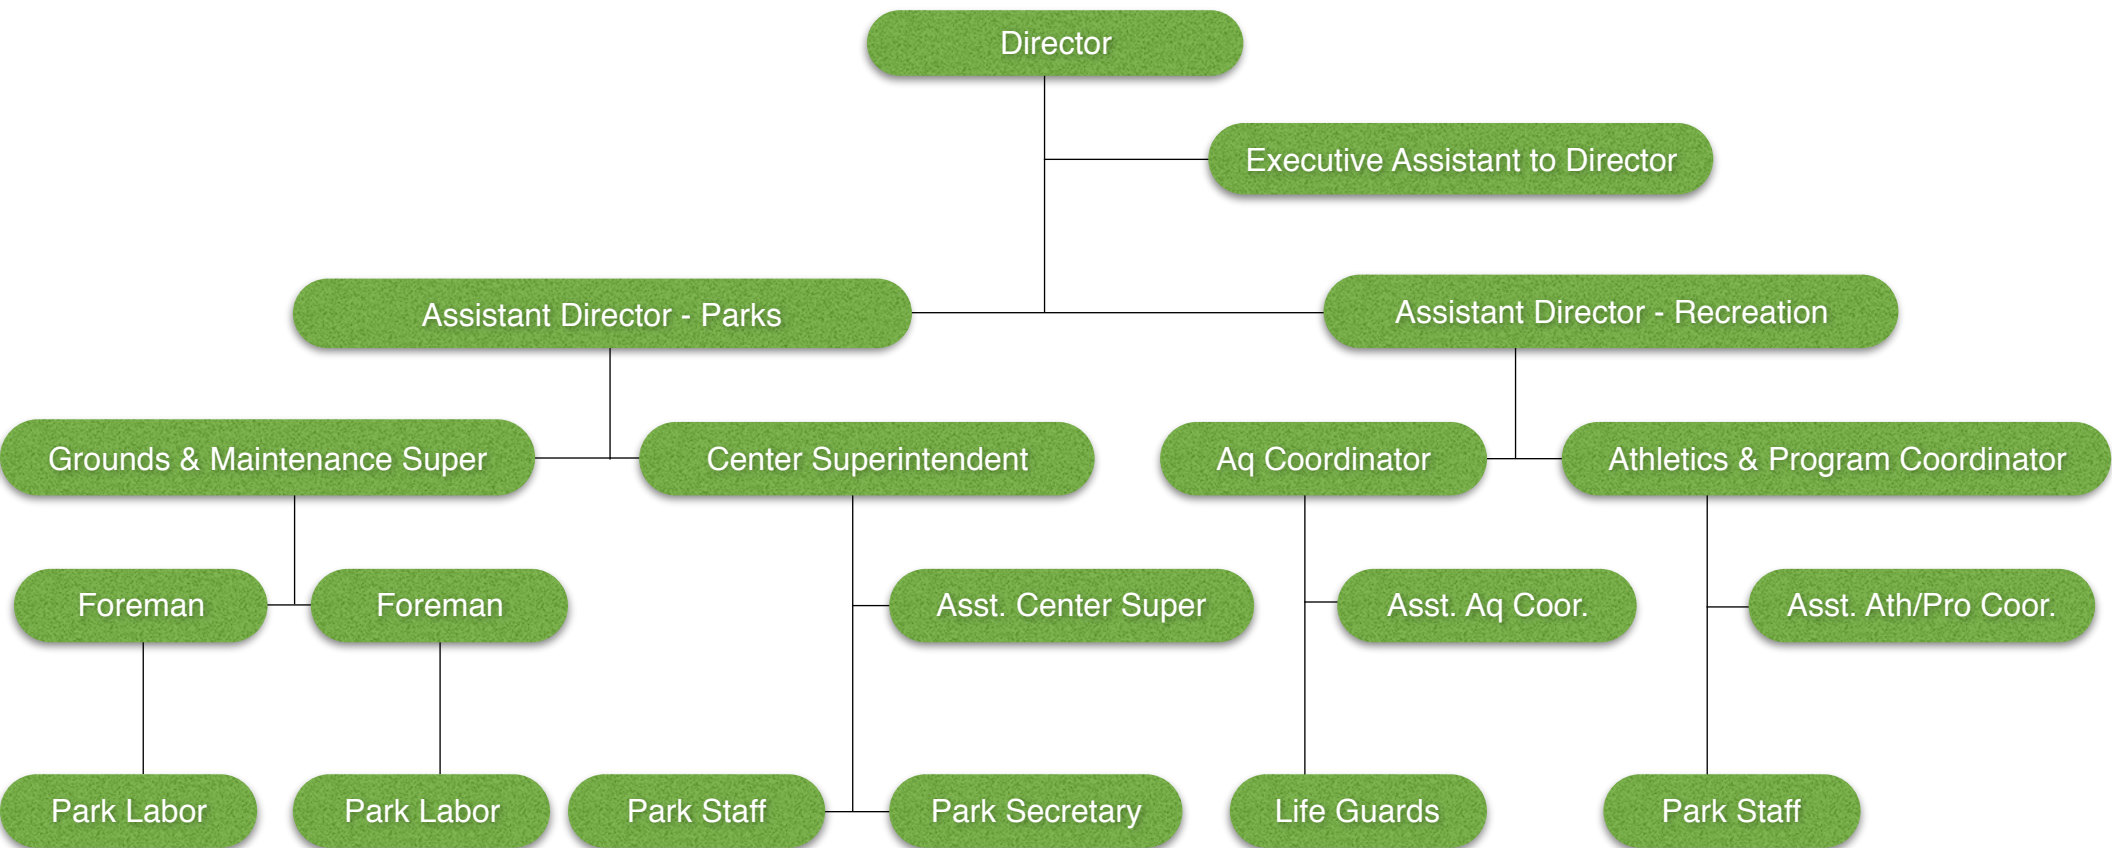 Director
Executive Assistant to Director
Assistant Director - Parks
Assistant Director - Recreation
Grounds & Maintenance Super
Center Superintendent
Aq Coordinator
Athletics & Program Coordinator
Foreman
Foreman
Asst. Center Super
Asst. Aq Coor.
Asst. Ath/Pro Coor.
Park Labor
Park Labor
Park Staff
Park Secretary
Life Guards
Park Staff